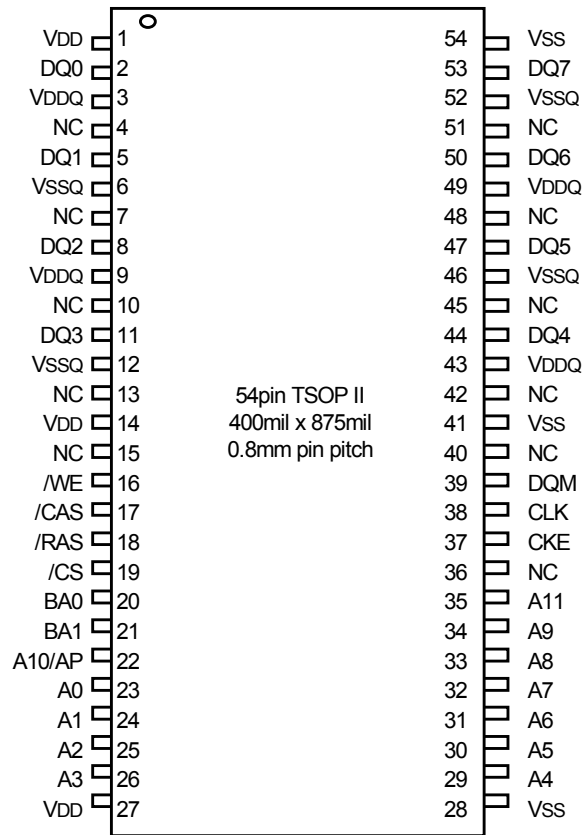 VDD 1 54 VSS
DQ0 2 53 DQ7
VDDQ 3 52 VSSQ
NC 4 51 NC
DQ1 5 50 DQ6
VSSQ 6 49 VDDQ
NC 7 48 NC
DQ2 8 47 DQ5
VDDQ 9 46 VSSQ
NC 10 45 NC
DQ3 11 44 DQ4
VSSQ 12 43 VDDQ
NC 13 42 NC
VDD 14 41 VSS
NC 15 40 NC
/WE 16 39 DQM
/CAS 17 38 CLK
/RAS 18 37 CKE
/CS 19 36 NC
BA0 20 35 A11
BA1 21 34 A9
A10/AP 22 33 A8
A0 23 32 A7
A1 24 31 A6
A2 25 30 A5
A3 26 29 A4
VDD 27 28 VSS
54pin TSOP II
400mil x 875mil
0.8mm pin pitch